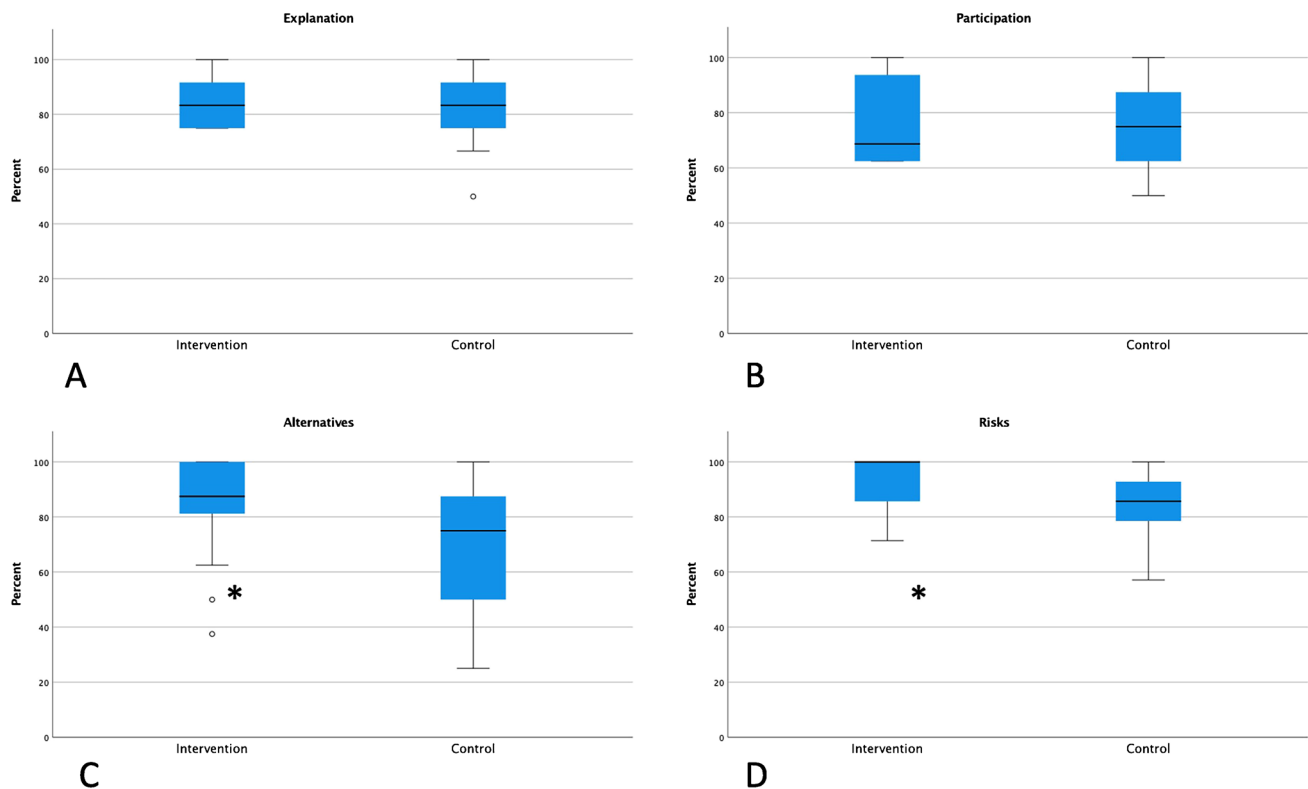 Explanation
Percent
100
80
60
40
20
0
Intervention Control
A
Participation
Percent
100
80
60
40
20
0
Intervention Control
B
Alternatives
Percent
100
80
60
40
20
0
*
Intervention Control
C
Risks
Percent
100
80
60
40
20
0
*
Intervention Control
D